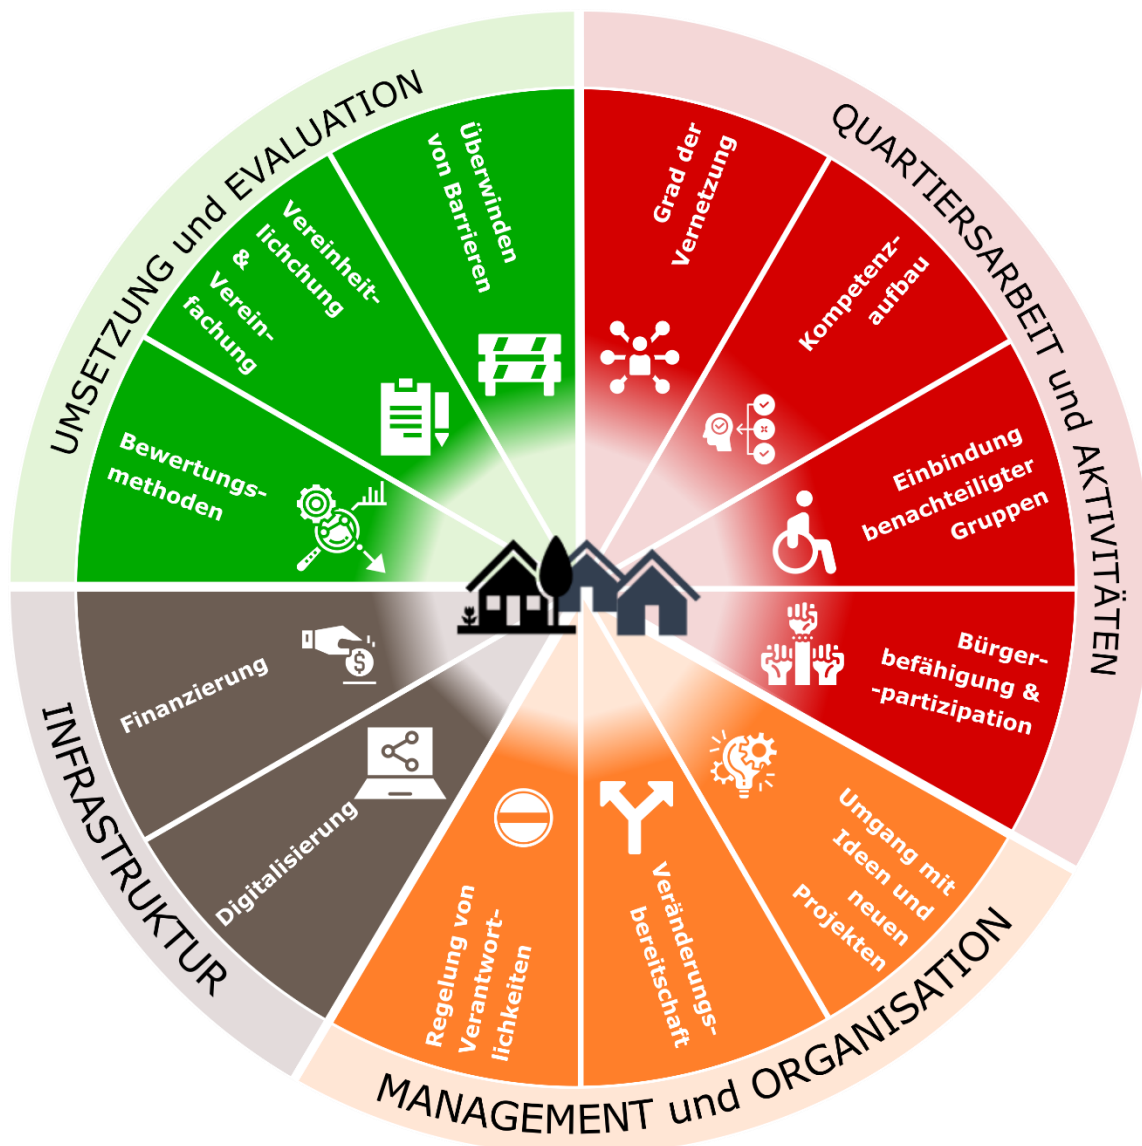 UMSETZUNG und EVALUATION
Überwinden
von Barrieren
Vereinheit-
lichchung
&
Verein-
fachung
Bewertungs-
methoden
QUARTIERSARBEIT und AKTIVITÄTEN
Grad der
Vernetzung
Kompetenz-
aufbau
Einbindung
benachteiligter
Gruppen
Bürger-
befähigung &
-partizipation
MANAGEMENT und ORGANISATION
Umgang mit
Ideen und
neuen
Projekten
Veränderungs-
bereitschaft
Regelung von
Verantwort-
lichkeiten
INFRASTRUKTUR
Digitalisierung
Finanzierung
$